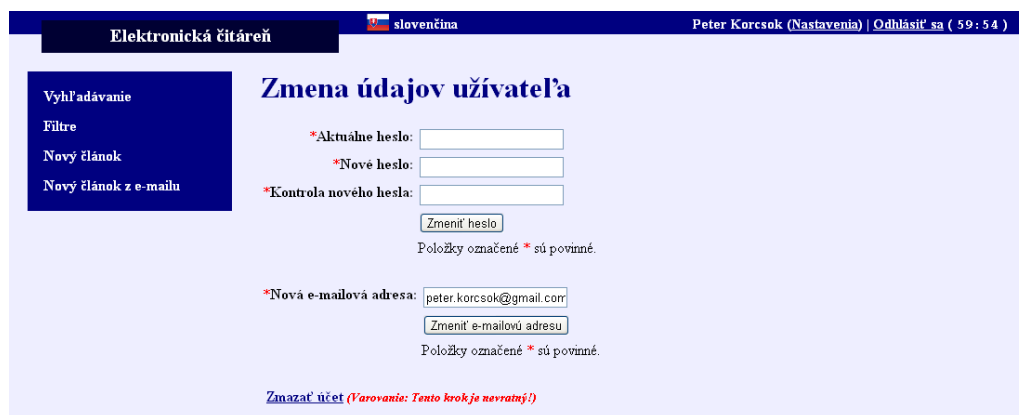 Elektronická čitáreň
slovenčina
Peter Korcsok (Nastavenia) | Odhlásiť sa ( 59:54 )
Vyhľadávanie
Filtre
Nový článok
Nový článok z e-mailu
Zmena údajov užívateľa
*Aktuálne heslo:
*Nové heslo:
*Kontrola nového hesla:
Zmeniť heslo
Položky označené * sú povinné.
*Nová e-mailová adresa: peter.korcsok@gmail.com
Zmeniť e-mailovú adresu
Položky označené * sú povinné.
Zmazať účet (Varovanie: Tento krok je nevratný!)